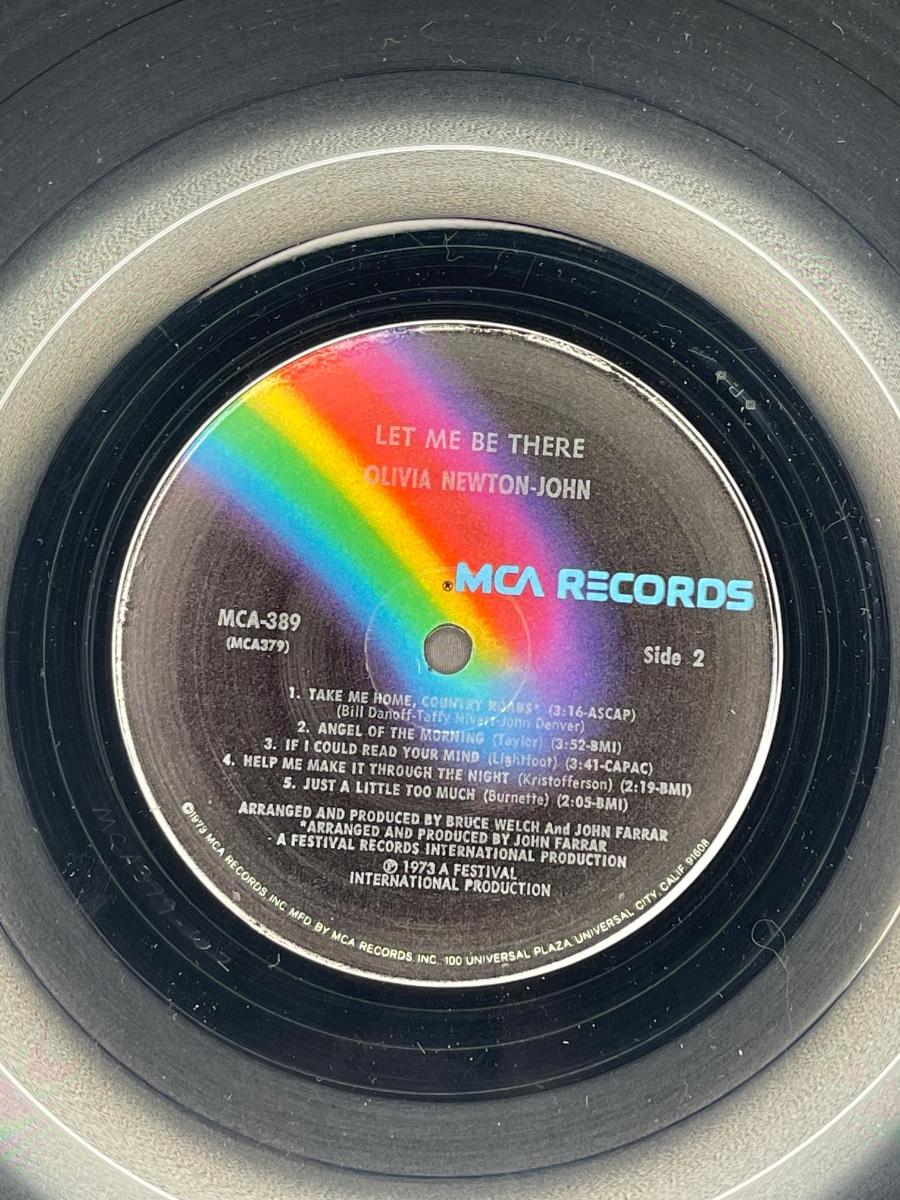 LET ME BE THERE
OLIVIA NEWTON-JOHN
®MCA RECORDS
MCA-389
(MCA379)
Side 2
1. TAKE ME HOME, COUNTRY ROADS* (3:16-ASCAP)
(Bill Danoff-Taffy Nivert-John Denver)
2. ANGEL OF THE MORNING (Taylor) (3:52-BMI)
3. IF I COULD READ YOUR MIND (Lightfoot) (3:41-CAPAC)
4. HELP ME MAKE IT THROUGH THE NIGHT (Kristofferson) (2:19-BMI)
5. JUST A LITTLE TOO MUCH (Burnette) (2:05-BMI)
ARRANGED AND PRODUCED BY BRUCE WELCH And JOHN FARRAR
*ARRANGED AND PRODUCED BY JOHN FARRAR
A FESTIVAL RECORDS INTERNATIONAL PRODUCTION
℗ 1973 A FESTIVAL
INTERNATIONAL PRODUCTION
©1973 MCA RECORDS INC MFD BY MCA RECORDS INC., 100 UNIVERSAL PLAZA UNIVERSAL CITY, CALIF 91608